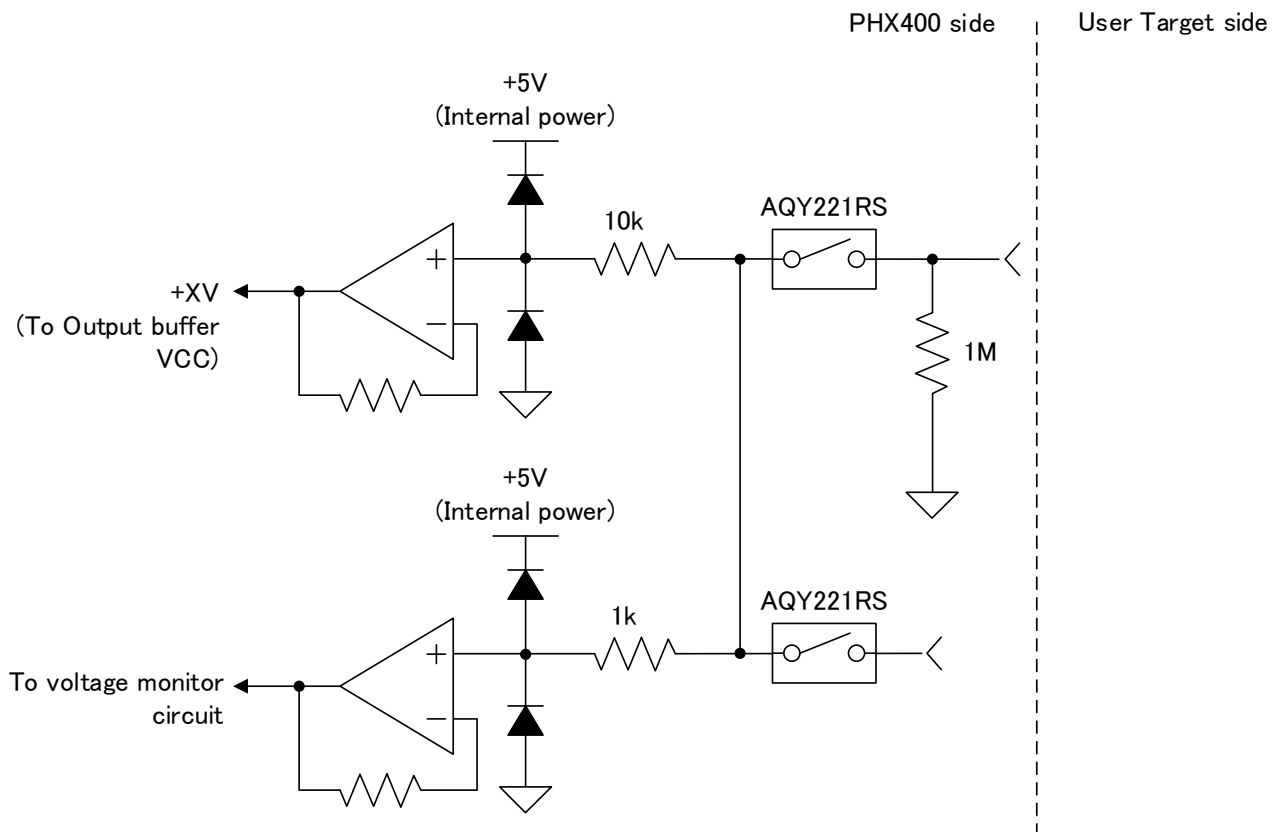 PHX400 side
User Target side
+5V
(Internal power)
AQY221RS
10k
+
+XV
(To Output buffer
VCC)
−
1M
+5V
(Internal power)
AQY221RS
1k
+
To voltage monitor
circuit
−